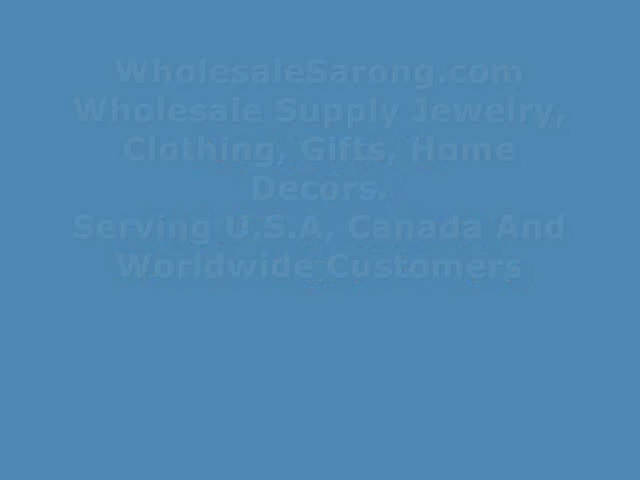 WholesaleSarong.com
Wholesale Supply Jewelry,
Clothing, Gifts, Home
Decors.
Serving U.S.A, Canada And
Worldwide Customers